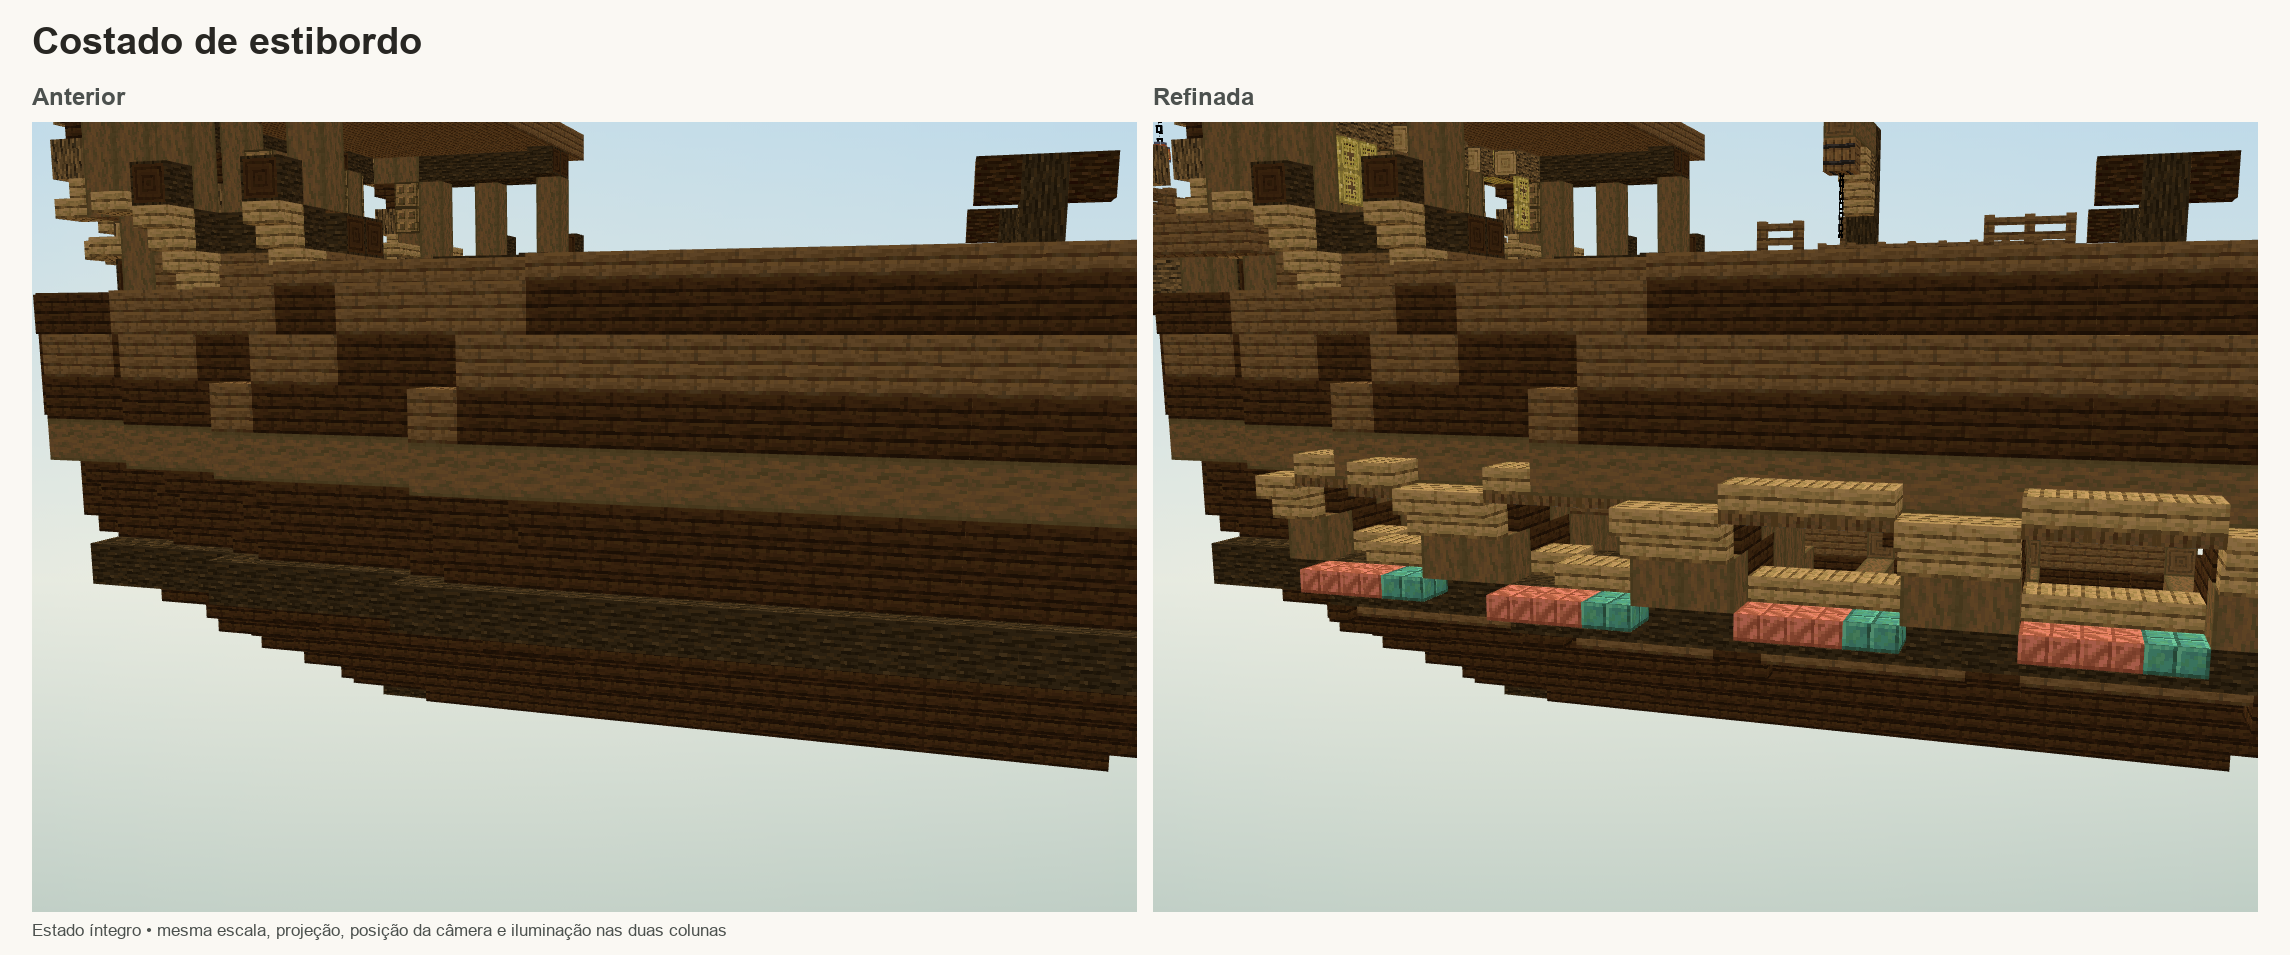 Costado de estibordo
Anterior
Refinada
Estado íntegro • mesma escala, projeção, posição da câmera e iluminação nas duas colunas